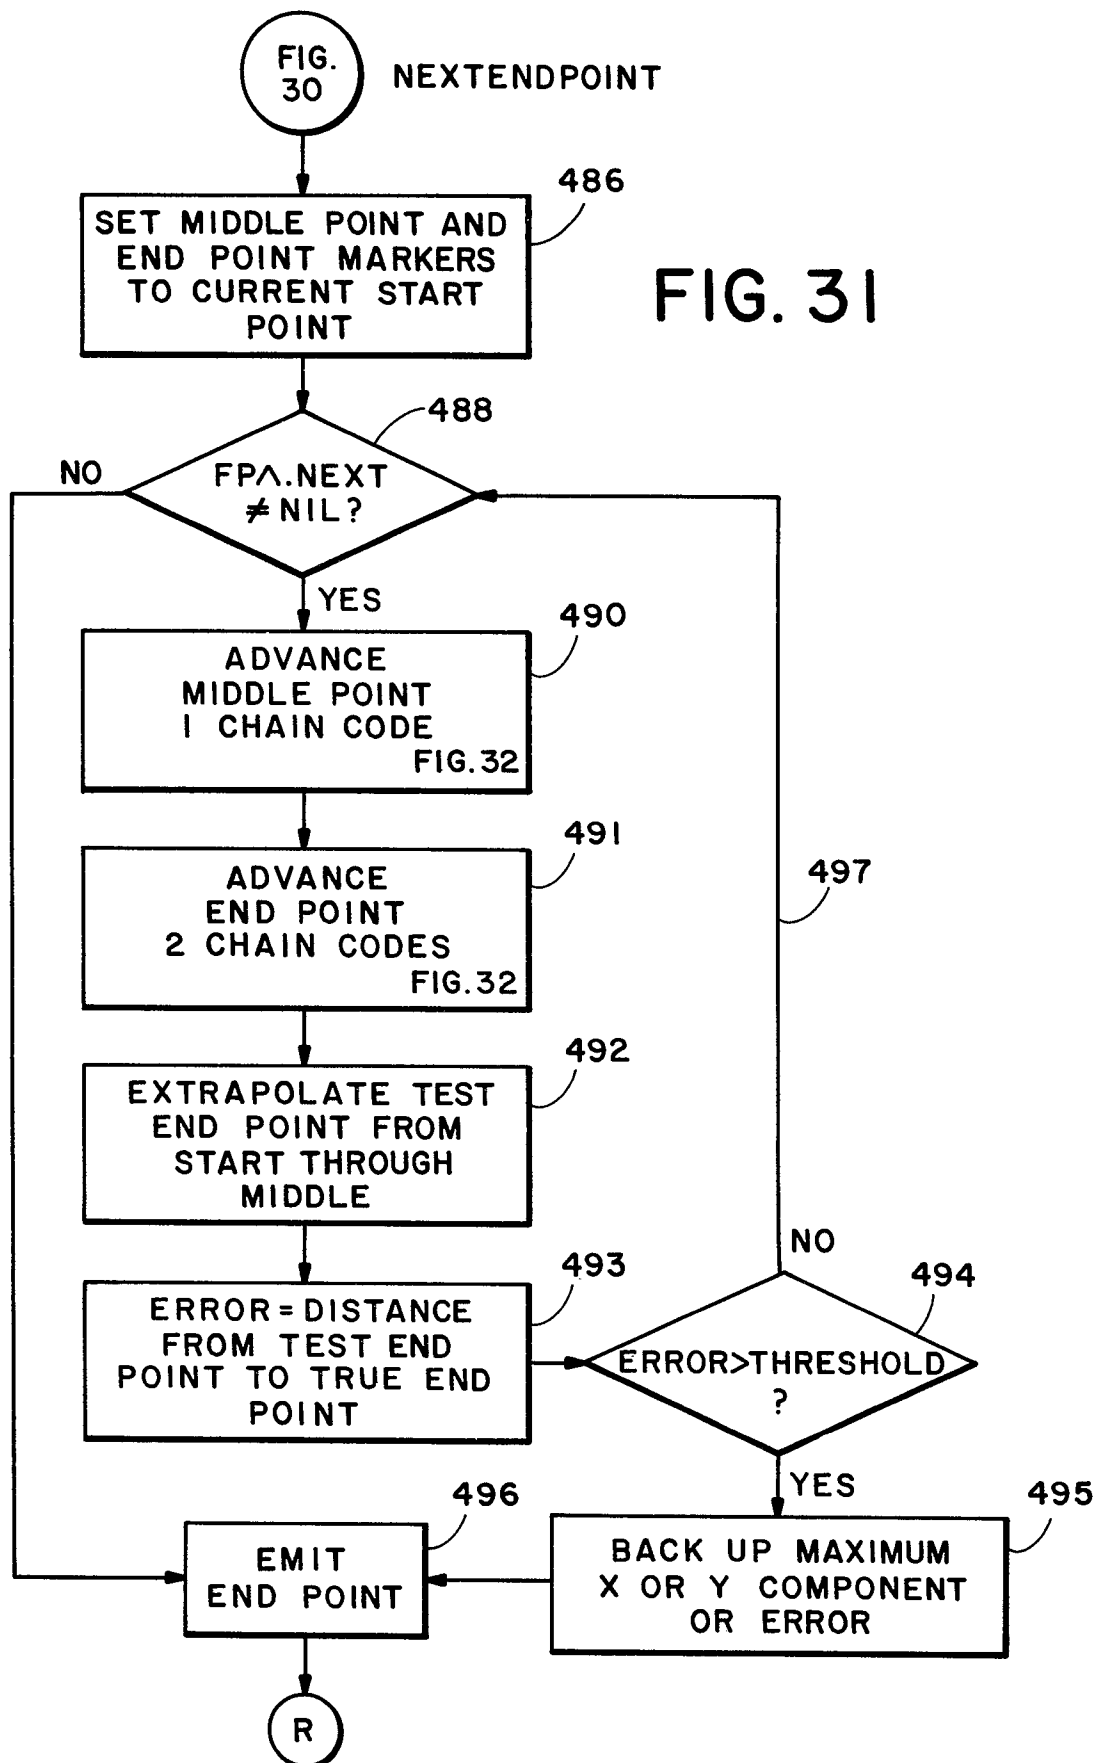 FIG.
30
NEXTENDPOINT
486
SET MIDDLE POINT AND
END POINT MARKERS
TO CURRENT START
POINT
FIG. 31
488
NO
FP∧.NEXT
≠ NIL?
YES
490
ADVANCE
MIDDLE POINT
1 CHAIN CODE
FIG.32
491
ADVANCE
END POINT
2 CHAIN CODES
FIG.32
497
492
EXTRAPOLATE TEST
END POINT FROM
START THROUGH
MIDDLE
NO
493
ERROR = DISTANCE
FROM TEST END
POINT TO TRUE END
POINT
494
ERROR>THRESHOLD
?
YES
496
EMIT
END POINT
495
BACK UP MAXIMUM
X OR Y COMPONENT
OR ERROR
R